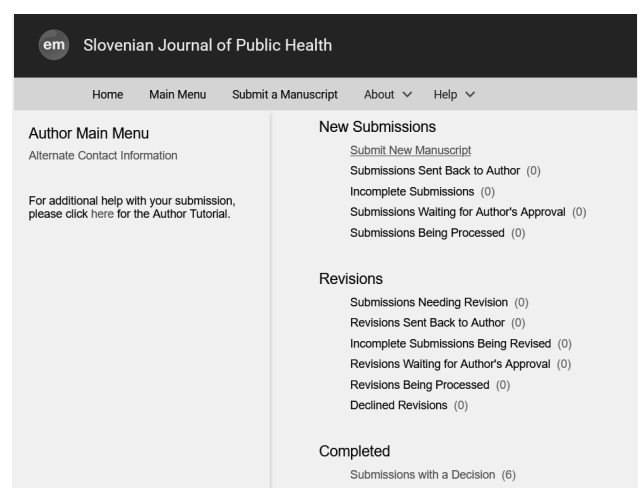 em
Slovenian Journal of Public Health
Home Main Menu Submit a Manuscript About Help
Author Main Menu
Alternate Contact Information
For additional help with your submission,
please click here for the Author Tutorial.
New Submissions
Submit New Manuscript
Submissions Sent Back to Author (0)
Incomplete Submissions (0)
Submissions Waiting for Author's Approval (0)
Submissions Being Processed (0)
Revisions
Submissions Needing Revision (0)
Revisions Sent Back to Author (0)
Incomplete Submissions Being Revised (0)
Revisions Waiting for Author's Approval (0)
Revisions Being Processed (0)
Declined Revisions (0)
Completed
Submissions with a Decision (6)